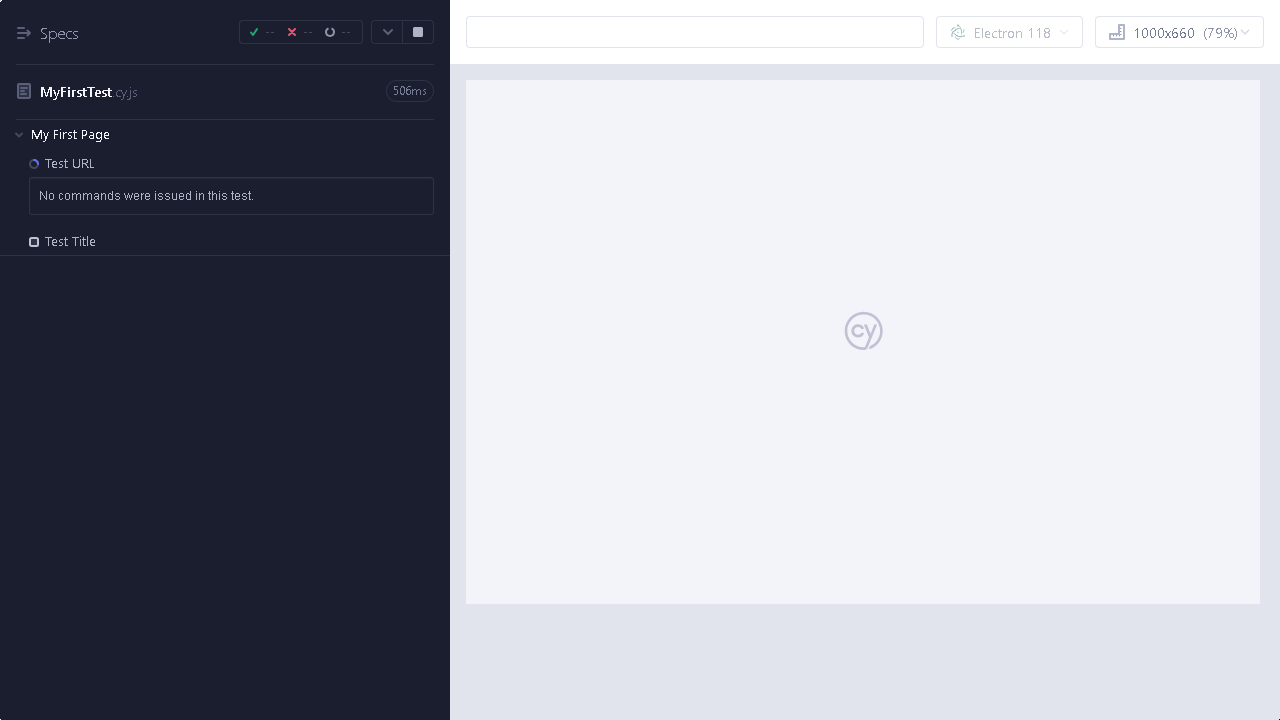 Specs
-- -- --
MyFirstTest.cy.js
506ms
My First Page
Test URL
No commands were issued in this test.
Test Title
Electron 118
1000x660 (79%)
cy